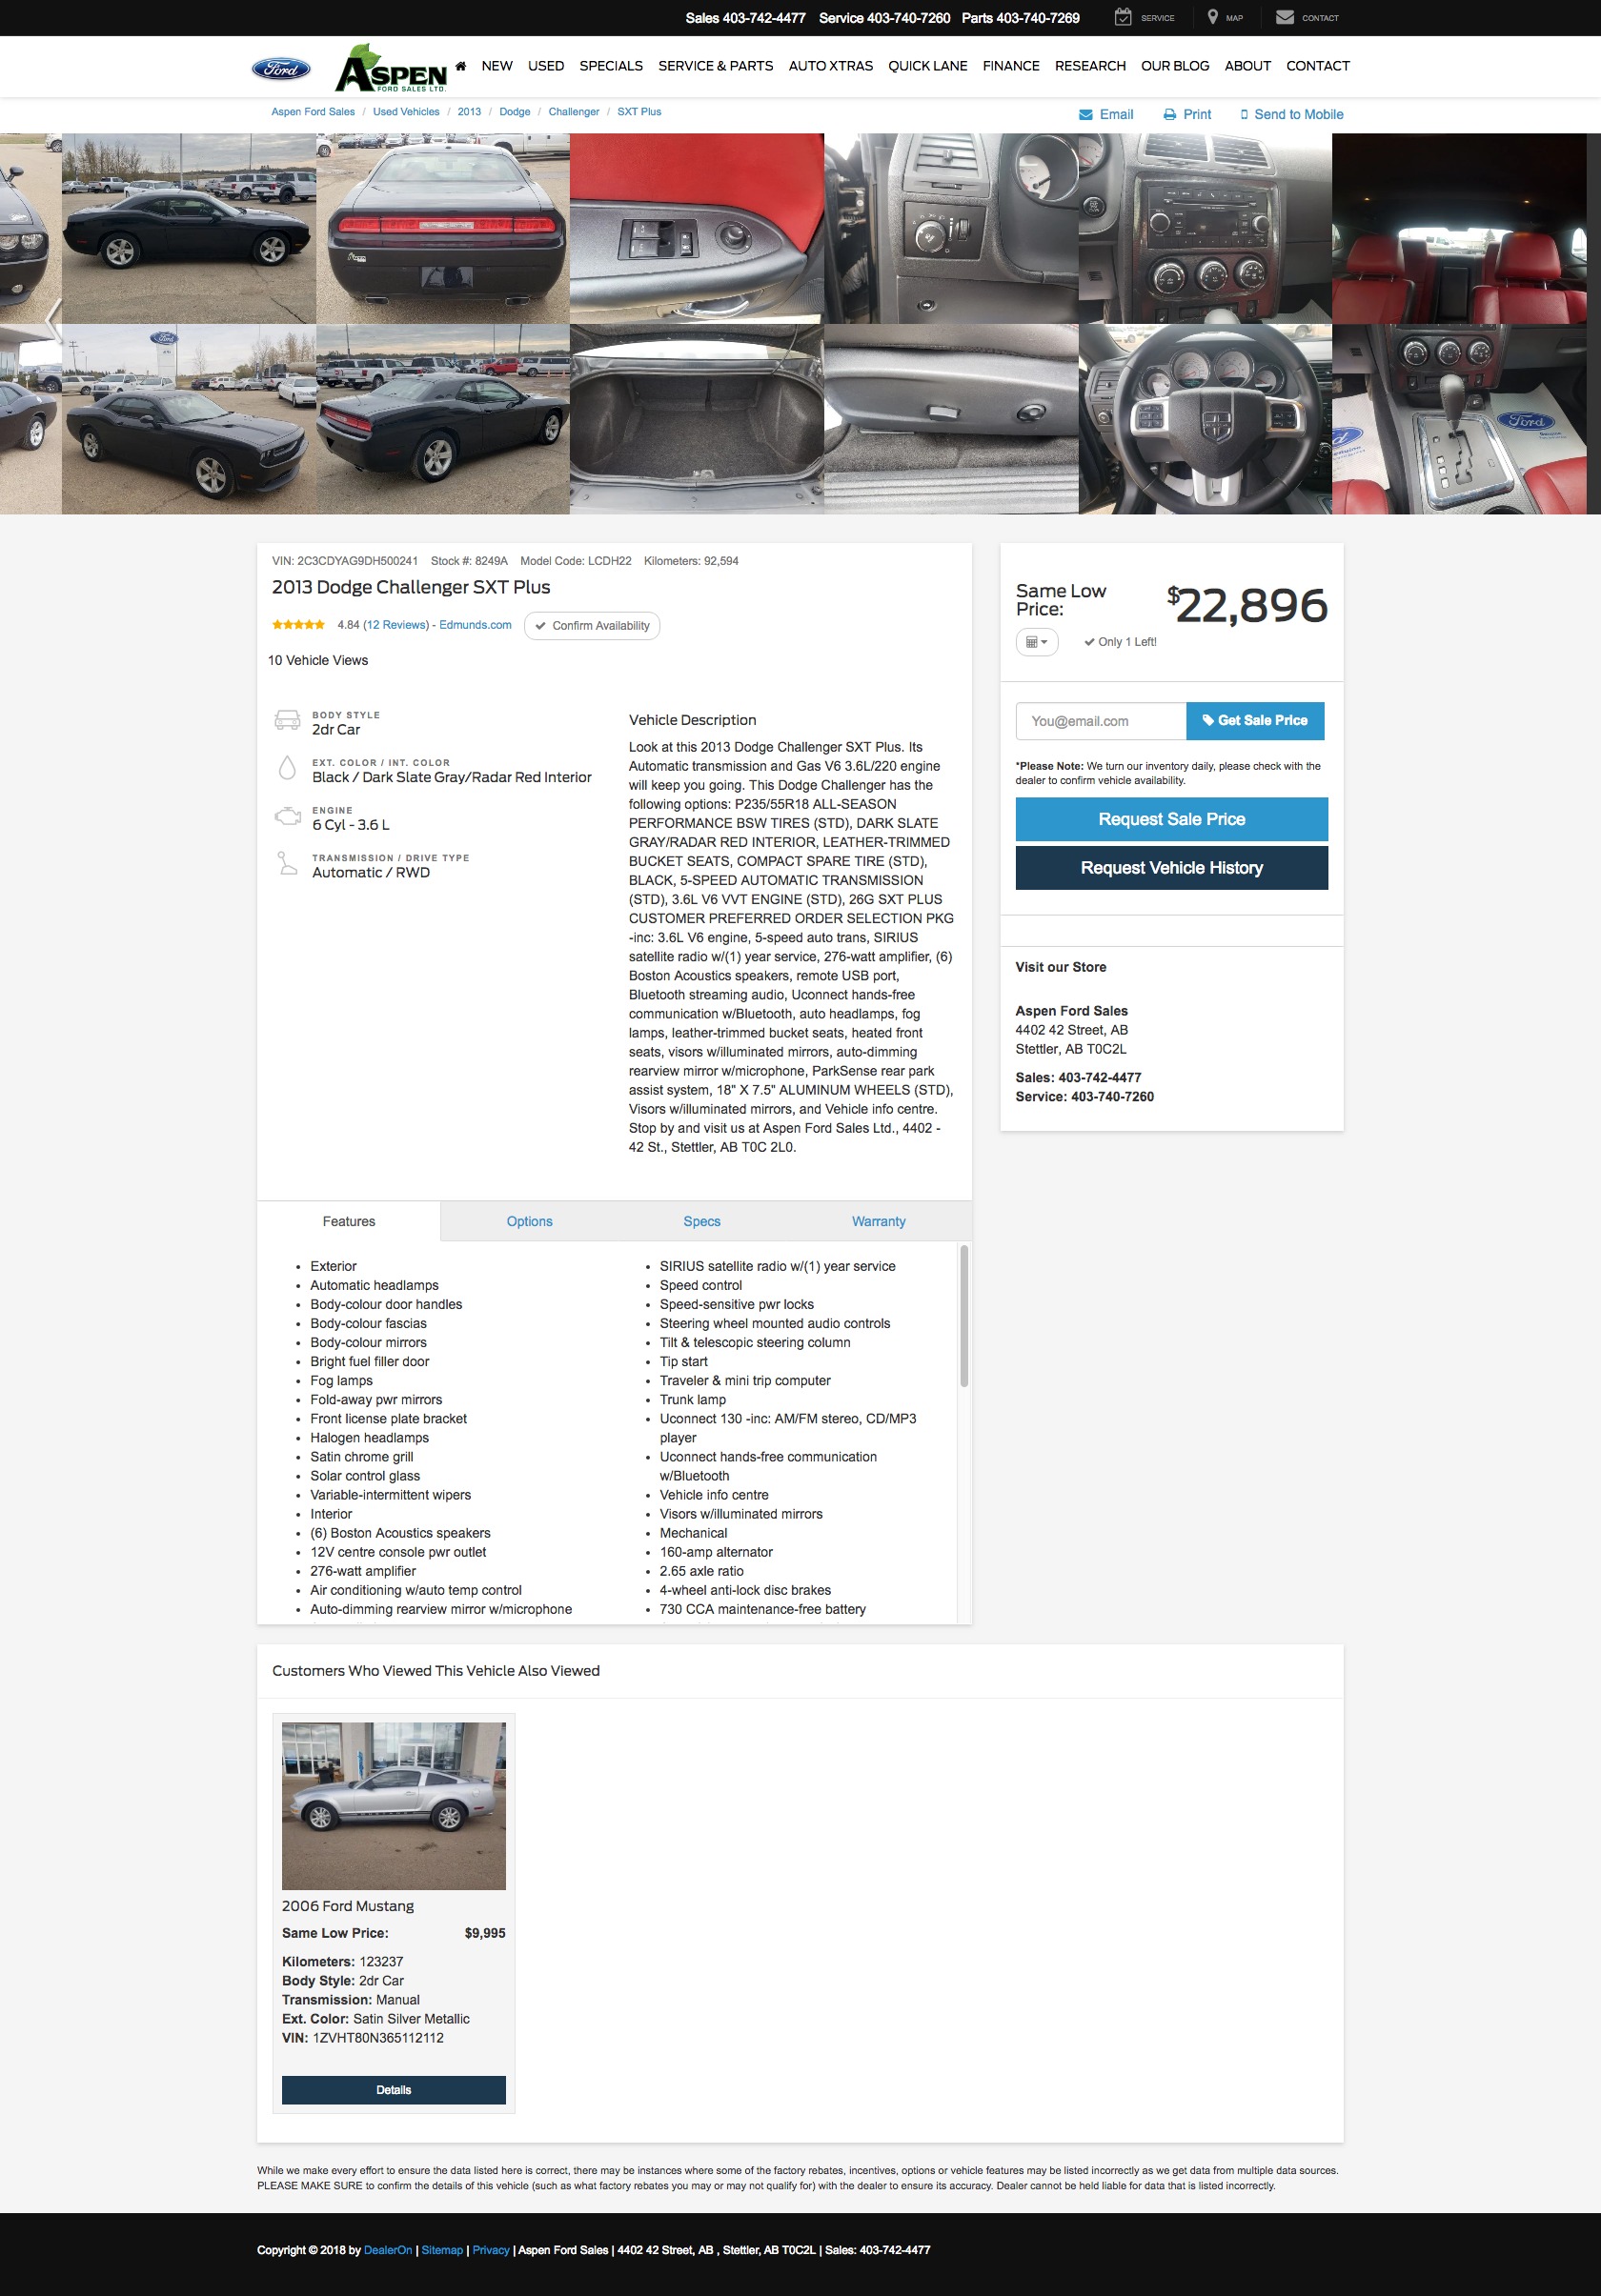 Sales 403-742-4477 Service 403-740-7260 Parts 403-740-7269 SERVICE MAP CONTACT
Ford ASPEN FORD SALES LTD. NEW USED SPECIALS SERVICE & PARTS AUTO XTRAS QUICK LANE FINANCE RESEARCH OUR BLOG ABOUT CONTACT
Aspen Ford Sales / Used Vehicles / 2013 / Dodge / Challenger / SXT Plus
Email Print Send to Mobile
Ford
Ford
VIN: 2C3CDYAG9DH500241 Stock #: 8249A Model Code: LCDH22 Kilometers: 92,594
2013 Dodge Challenger SXT Plus
4.84 (12 Reviews) - Edmunds.com Confirm Availability
10 Vehicle Views
BODY STYLE
2dr Car
EXT. COLOR / INT. COLOR
Black / Dark Slate Gray/Radar Red Interior
ENGINE
6 Cyl - 3.6 L
TRANSMISSION / DRIVE TYPE
Automatic / RWD
Vehicle Description
Look at this 2013 Dodge Challenger SXT Plus. Its
Automatic transmission and Gas V6 3.6L/220 engine
will keep you going. This Dodge Challenger has the
following options: P235/55R18 ALL-SEASON
PERFORMANCE BSW TIRES (STD), DARK SLATE
GRAY/RADAR RED INTERIOR, LEATHER-TRIMMED
BUCKET SEATS, COMPACT SPARE TIRE (STD),
BLACK, 5-SPEED AUTOMATIC TRANSMISSION
(STD), 3.6L V6 VVT ENGINE (STD), 26G SXT PLUS
CUSTOMER PREFERRED ORDER SELECTION PKG
-inc: 3.6L V6 engine, 5-speed auto trans, SIRIUS
satellite radio w/(1) year service, 276-watt amplifier, (6)
Boston Acoustics speakers, remote USB port,
Bluetooth streaming audio, Uconnect hands-free
communication w/Bluetooth, auto headlamps, fog
lamps, leather-trimmed bucket seats, heated front
seats, visors w/illuminated mirrors, auto-dimming
rearview mirror w/microphone, ParkSense rear park
assist system, 18" X 7.5" ALUMINUM WHEELS (STD),
Visors w/illuminated mirrors, and Vehicle info centre.
Stop by and visit us at Aspen Ford Sales Ltd., 4402 -
42 St., Stettler, AB T0C 2L0.
Same Low
Price:
$22,896
Only 1 Left!
You@email.com Get Sale Price
*Please Note: We turn our inventory daily, please check with the
dealer to confirm vehicle availability.
Request Sale Price
Request Vehicle History
Visit our Store
Aspen Ford Sales
4402 42 Street, AB
Stettler, AB T0C2L
Sales: 403-742-4477
Service: 403-740-7260
Features Options Specs Warranty
Exterior
Automatic headlamps
Body-colour door handles
Body-colour fascias
Body-colour mirrors
Bright fuel filler door
Fog lamps
Fold-away pwr mirrors
Front license plate bracket
Halogen headlamps
Satin chrome grill
Solar control glass
Variable-intermittent wipers
Interior
(6) Boston Acoustics speakers
12V centre console pwr outlet
276-watt amplifier
Air conditioning w/auto temp control
Auto-dimming rearview mirror w/microphone
SIRIUS satellite radio w/(1) year service
Speed control
Speed-sensitive pwr locks
Steering wheel mounted audio controls
Tilt & telescopic steering column
Tip start
Traveler & mini trip computer
Trunk lamp
Uconnect 130 -inc: AM/FM stereo, CD/MP3
player
Uconnect hands-free communication
w/Bluetooth
Vehicle info centre
Visors w/illuminated mirrors
Mechanical
160-amp alternator
2.65 axle ratio
4-wheel anti-lock disc brakes
730 CCA maintenance-free battery
Customers Who Viewed This Vehicle Also Viewed
2006 Ford Mustang
Same Low Price: $9,995
Kilometers: 123237
Body Style: 2dr Car
Transmission: Manual
Ext. Color: Satin Silver Metallic
VIN: 1ZVHT80N365112112
Details
While we make every effort to ensure the data listed here is correct, there may be instances where some of the factory rebates, incentives, options or vehicle features may be listed incorrectly as we get data from multiple data sources.
PLEASE MAKE SURE to confirm the details of this vehicle (such as what factory rebates you may or may not qualify for) with the dealer to ensure its accuracy. Dealer cannot be held liable for data that is listed incorrectly.
Copyright © 2018 by DealerOn | Sitemap | Privacy | Aspen Ford Sales | 4402 42 Street, AB , Stettler, AB T0C2L | Sales: 403-742-4477